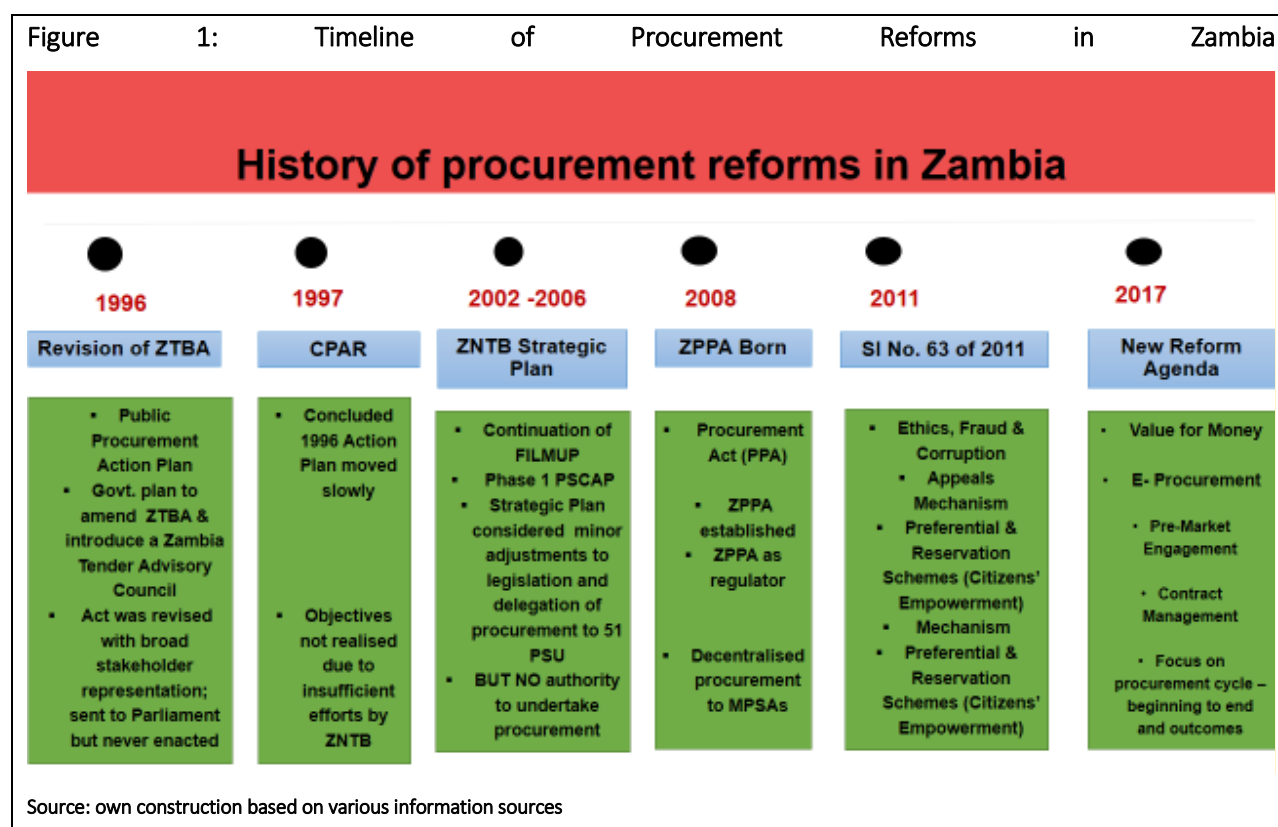 Figure 1: Timeline of Procurement Reforms in Zambia
History of procurement reforms in Zambia
1996
Revision of ZTBA
▪ Public
Procurement
Action Plan
▪ Govt. plan to
amend ZTBA &
introduce a Zambia
Tender Advisory
Council
▪ Act was revised
with broad
stakeholder
representation;
sent to Parliament
but never enacted
1997
CPAR
▪ Concluded
1996 Action
Plan moved
slowly
▪ Objectives
not realised
due to
insufficient
efforts by
ZNTB
2002 -2006
ZNTB Strategic
Plan
▪ Continuation of
FILMUP
▪ Phase 1 PSCAP
▪ Strategic Plan
considered minor
adjustments to
legislation and
delegation of
procurement to 51
PSU
▪ BUT NO authority
to undertake
procurement
2008
ZPPA Born
▪ Procurement
Act (PPA)
▪ ZPPA
established
▪ ZPPA as
regulator
▪ Decentralised
procurement
to MPSAs
2011
SI No. 63 of 2011
▪ Ethics, Fraud &
Corruption
▪ Appeals
Mechanism
▪ Preferential &
Reservation
Schemes (Citizens’
Empowerment)
▪ Mechanism
▪ Preferential &
Reservation
Schemes (Citizens’
Empowerment)
2017
New Reform
Agenda
• Value for Money
• E- Procurement
• Pre-Market
Engagement
• Contract
Management
• Focus on
procurement cycle –
beginning to end
and outcomes
Source: own construction based on various information sources